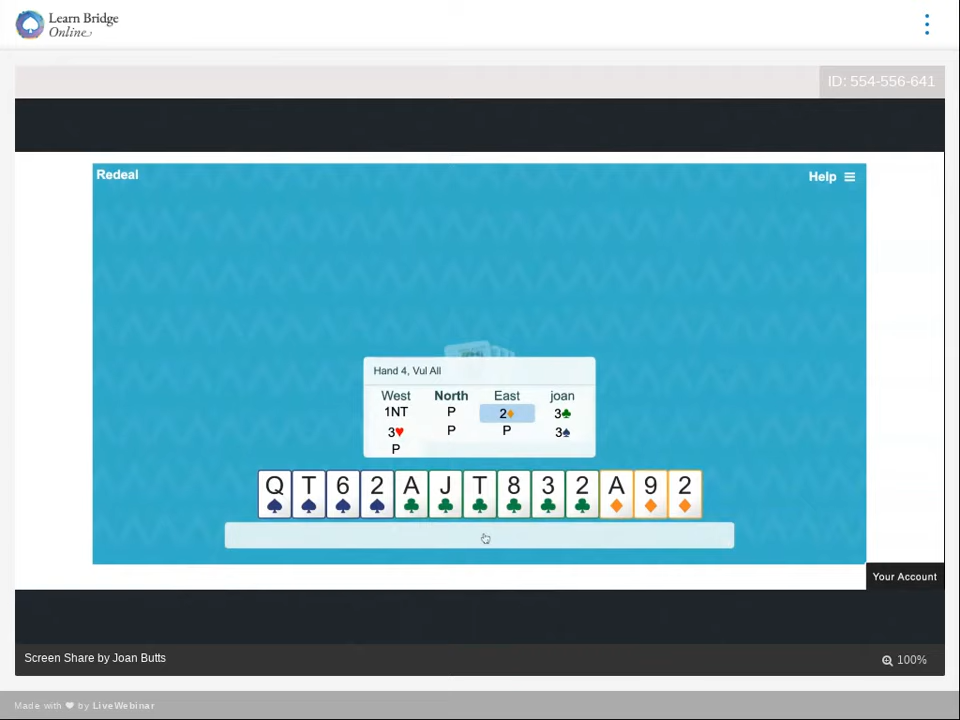 Learn Bridge
Online
ID: 554-556-641
Redeal
Help
Hand 4, Vul All
West North East joan
1NT P 2♦ 3♣
3♥ P P 3♠
P
Q T 6 2 A J T 8 3 2 A 9 2
♠ ♠ ♠ ♠ ♣ ♣ ♣ ♣ ♣ ♣ ♦ ♦ ♦
Your Account
Screen Share by Joan Butts
100%
Made with ♥ by LiveWebinar